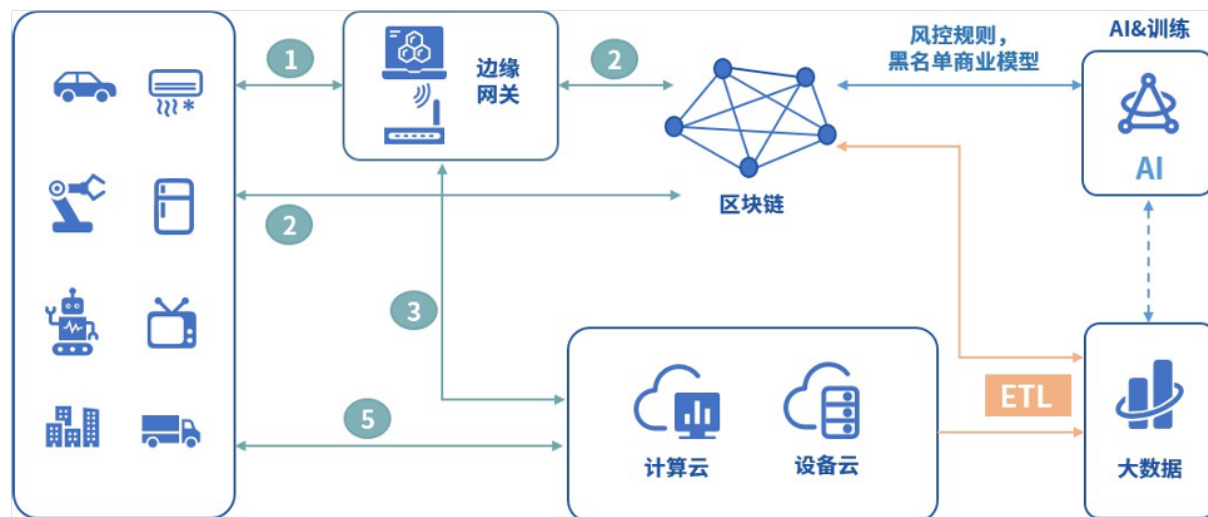 AI&训练
风控规则，
黑名单商业模型
1
边缘
网关
2
AI
区块链
2
3
ETL
5
计算云
设备云
大数据